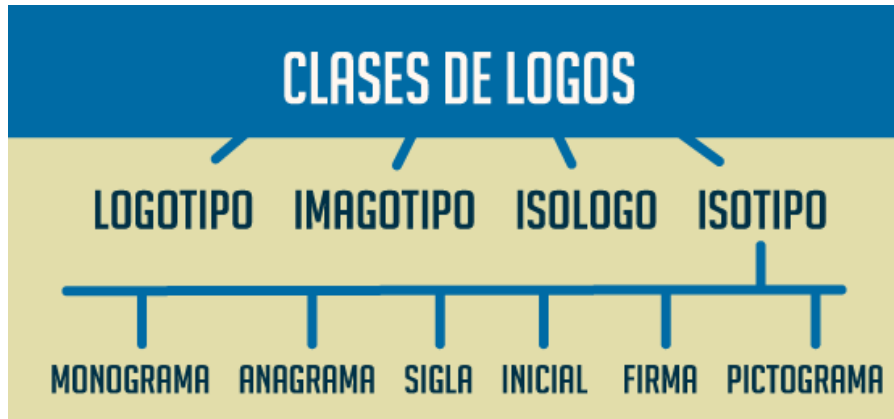 CLASES DE LOGOS
LOGOTIPO IMAGOTIPO ISOLOGO ISOTIPO
MONOGRAMA ANAGRAMA SIGLA INICIAL FIRMA PICTOGRAMA